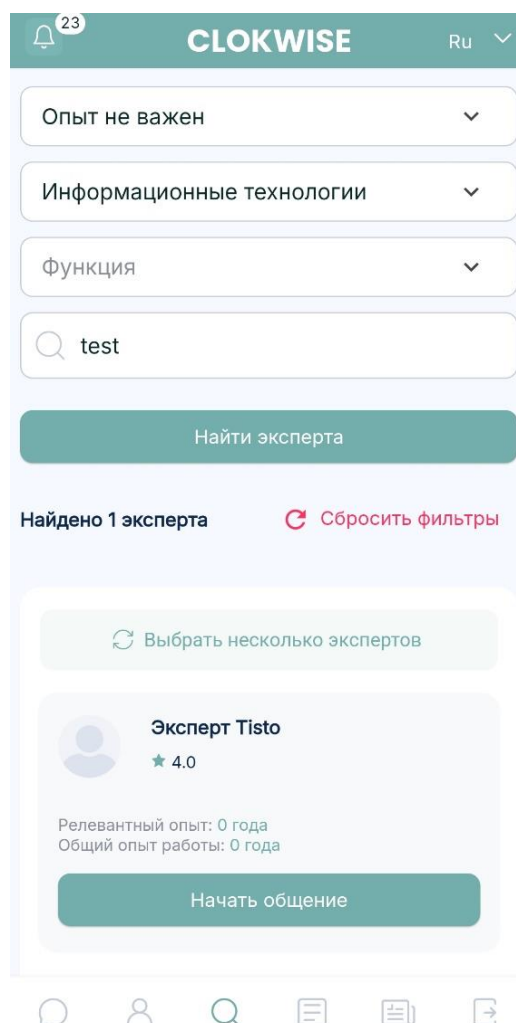 23
CLOKWISE
Ru
Опыт не важен
Информационные технологии
Функция
test
Найти эксперта
Найдено 1 эксперта
Сбросить фильтры
Выбрать несколько экспертов
Эксперт Tisto
★ 4.0
Релевантный опыт: 0 года
Общий опыт работы: 0 года
Начать общение